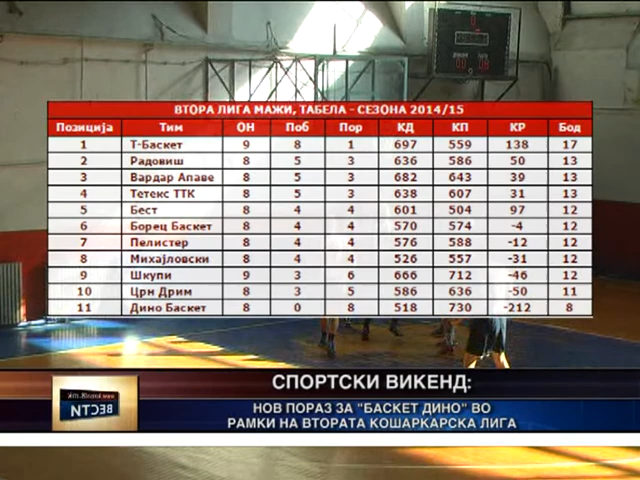 ВТОРА ЛИГА МАЖИ, ТАБЕЛА - СЕЗОНА 2014/15
Позиција Тим ОН Поб Пор КД КП КР Бод
1 Т-Баскет 9 8 1 697 559 138 17
2 Радовиш 8 5 3 636 586 50 13
3 Вардар Апаве 8 5 3 682 643 39 13
4 Тетекс ТТК 8 5 3 638 607 31 13
5 Бест 8 4 4 601 504 97 12
6 Борец Баскет 8 4 4 570 574 -4 12
7 Пелистер 8 4 4 576 588 -12 12
8 Михајловски 8 4 4 526 557 -31 12
9 Шкупи 9 3 6 666 712 -46 12
10 Црн Дрим 8 3 5 586 636 -50 11
11 Дино Баскет 8 0 8 518 730 -212 8
СПОРТСКИ ВИКЕНД:
НОВ ПОРАЗ ЗА "БАСКЕТ ДИНО" ВО
РАМКИ НА ВТОРАТА КОШАРКАРСКА ЛИГА
ВЕСТИ